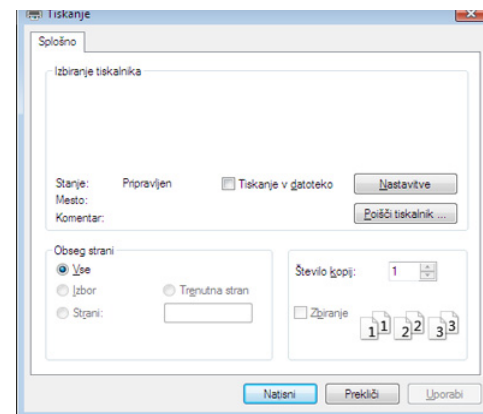 Tiskanje
Splošno
Izbiranje tiskalnika
Stanje: Pripravljen
Tiskanje v datoteko
Nastavitve
Mesto:
Komentar:
Poišči tiskalnik ...
Obseg strani
Vse
Izbor
Trenutna stran
Strani:
Število kopij: 1
Zbiranje
1 1 2 2 3 3
Natisni
Prekliči
Uporabi